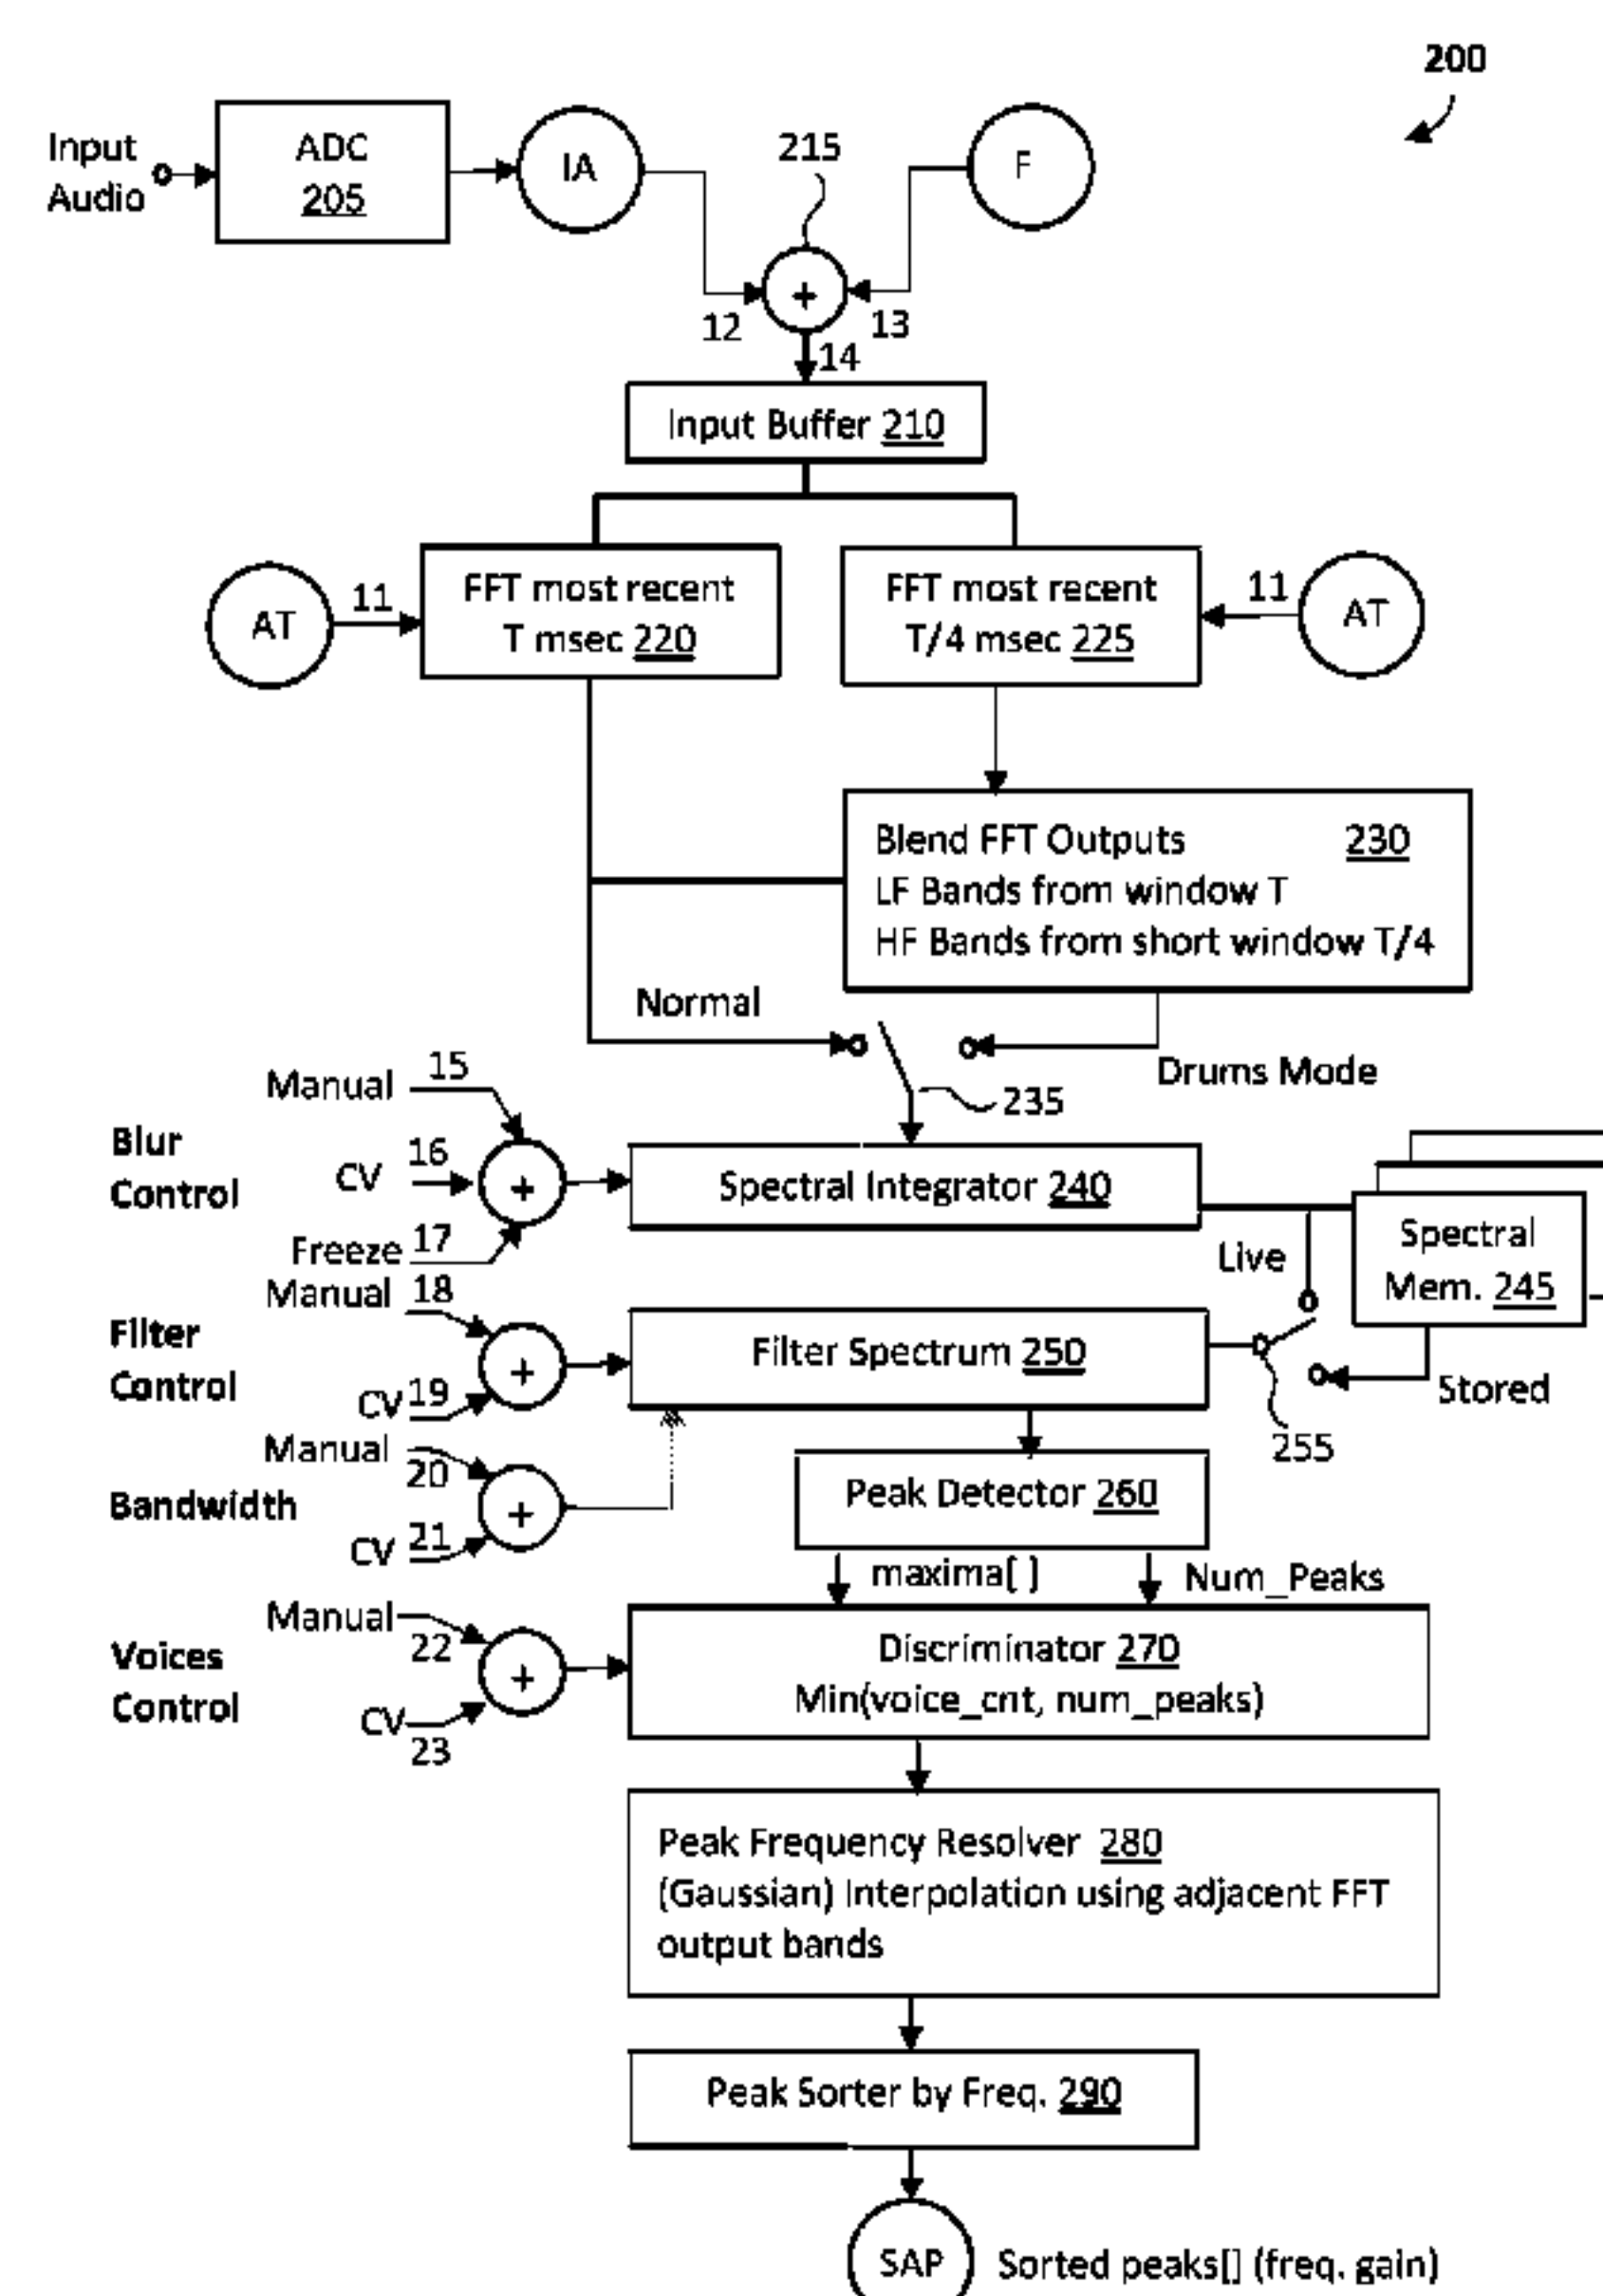 200
Input
Audio
ADC
205
IA
215
F
12
13
14
Input Buffer 210
AT
11
FFT most recent
T msec 220
FFT most recent
T/4 msec 225
11
AT
Blend FFT Outputs 230
LF Bands from window T
HF Bands from short window T/4
Normal
Drums Mode
235
Blur
Control
Manual 15
CV 16
Freeze 17
+
Spectral Integrator 240
Live
Spectral
Mem. 245
Stored
255
Filter
Control
Manual 18
CV 19
+
Filter Spectrum 250
Bandwidth
Manual
20
CV 21
+
Peak Detector 260
maxima[ ]
Num_Peaks
Voices
Control
Manual
22
CV
23
+
Discriminator 270
Min(voice_cnt, num_peaks)
Peak Frequency Resolver 280
(Gaussian) Interpolation using adjacent FFT
output bands
Peak Sorter by Freq. 290
SAP
Sorted peaks[] (freq. gain)